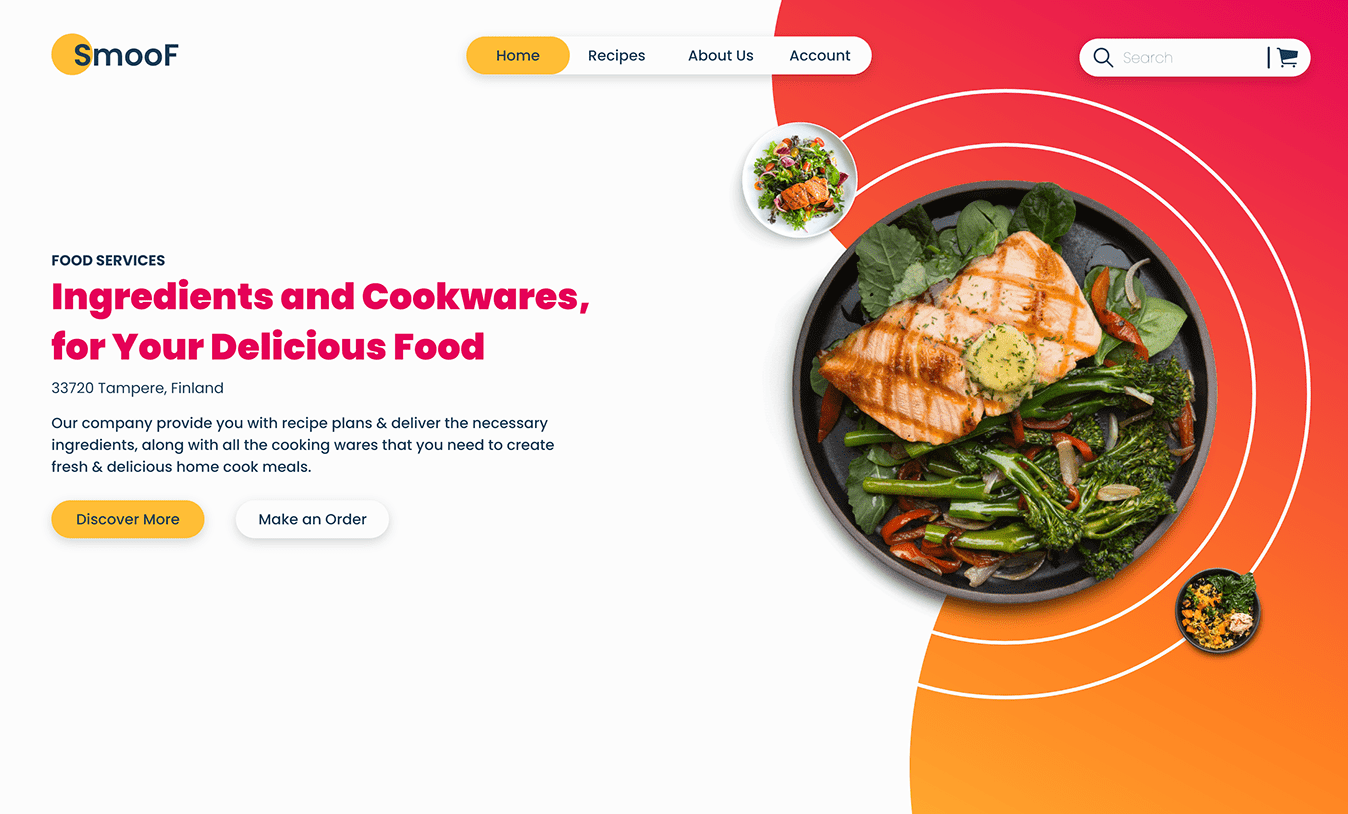 SmooF
Home Recipes About Us Account
Search
FOOD SERVICES
Ingredients and Cookwares,
for Your Delicious Food
33720 Tampere, Finland
Our company provide you with recipe plans & deliver the necessary
ingredients, along with all the cooking wares that you need to create
fresh & delicious home cook meals.
Discover More Make an Order